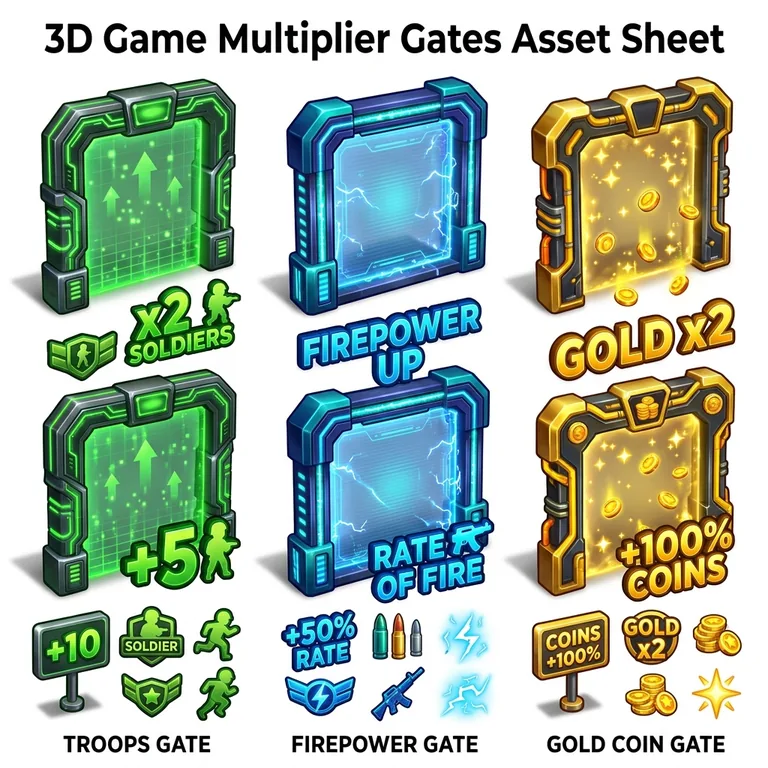 3D Game Multiplier Gates Asset Sheet
x2
SOLDIERS
FIREPOWER
UP
GOLD x2
+5
RATE
OF FIRE
+100%
COINS
+10
SOLDIER
+50%
RATE
COINS
+100%
GOLD
x2
TROOPS GATE
FIREPOWER GATE
GOLD COIN GATE